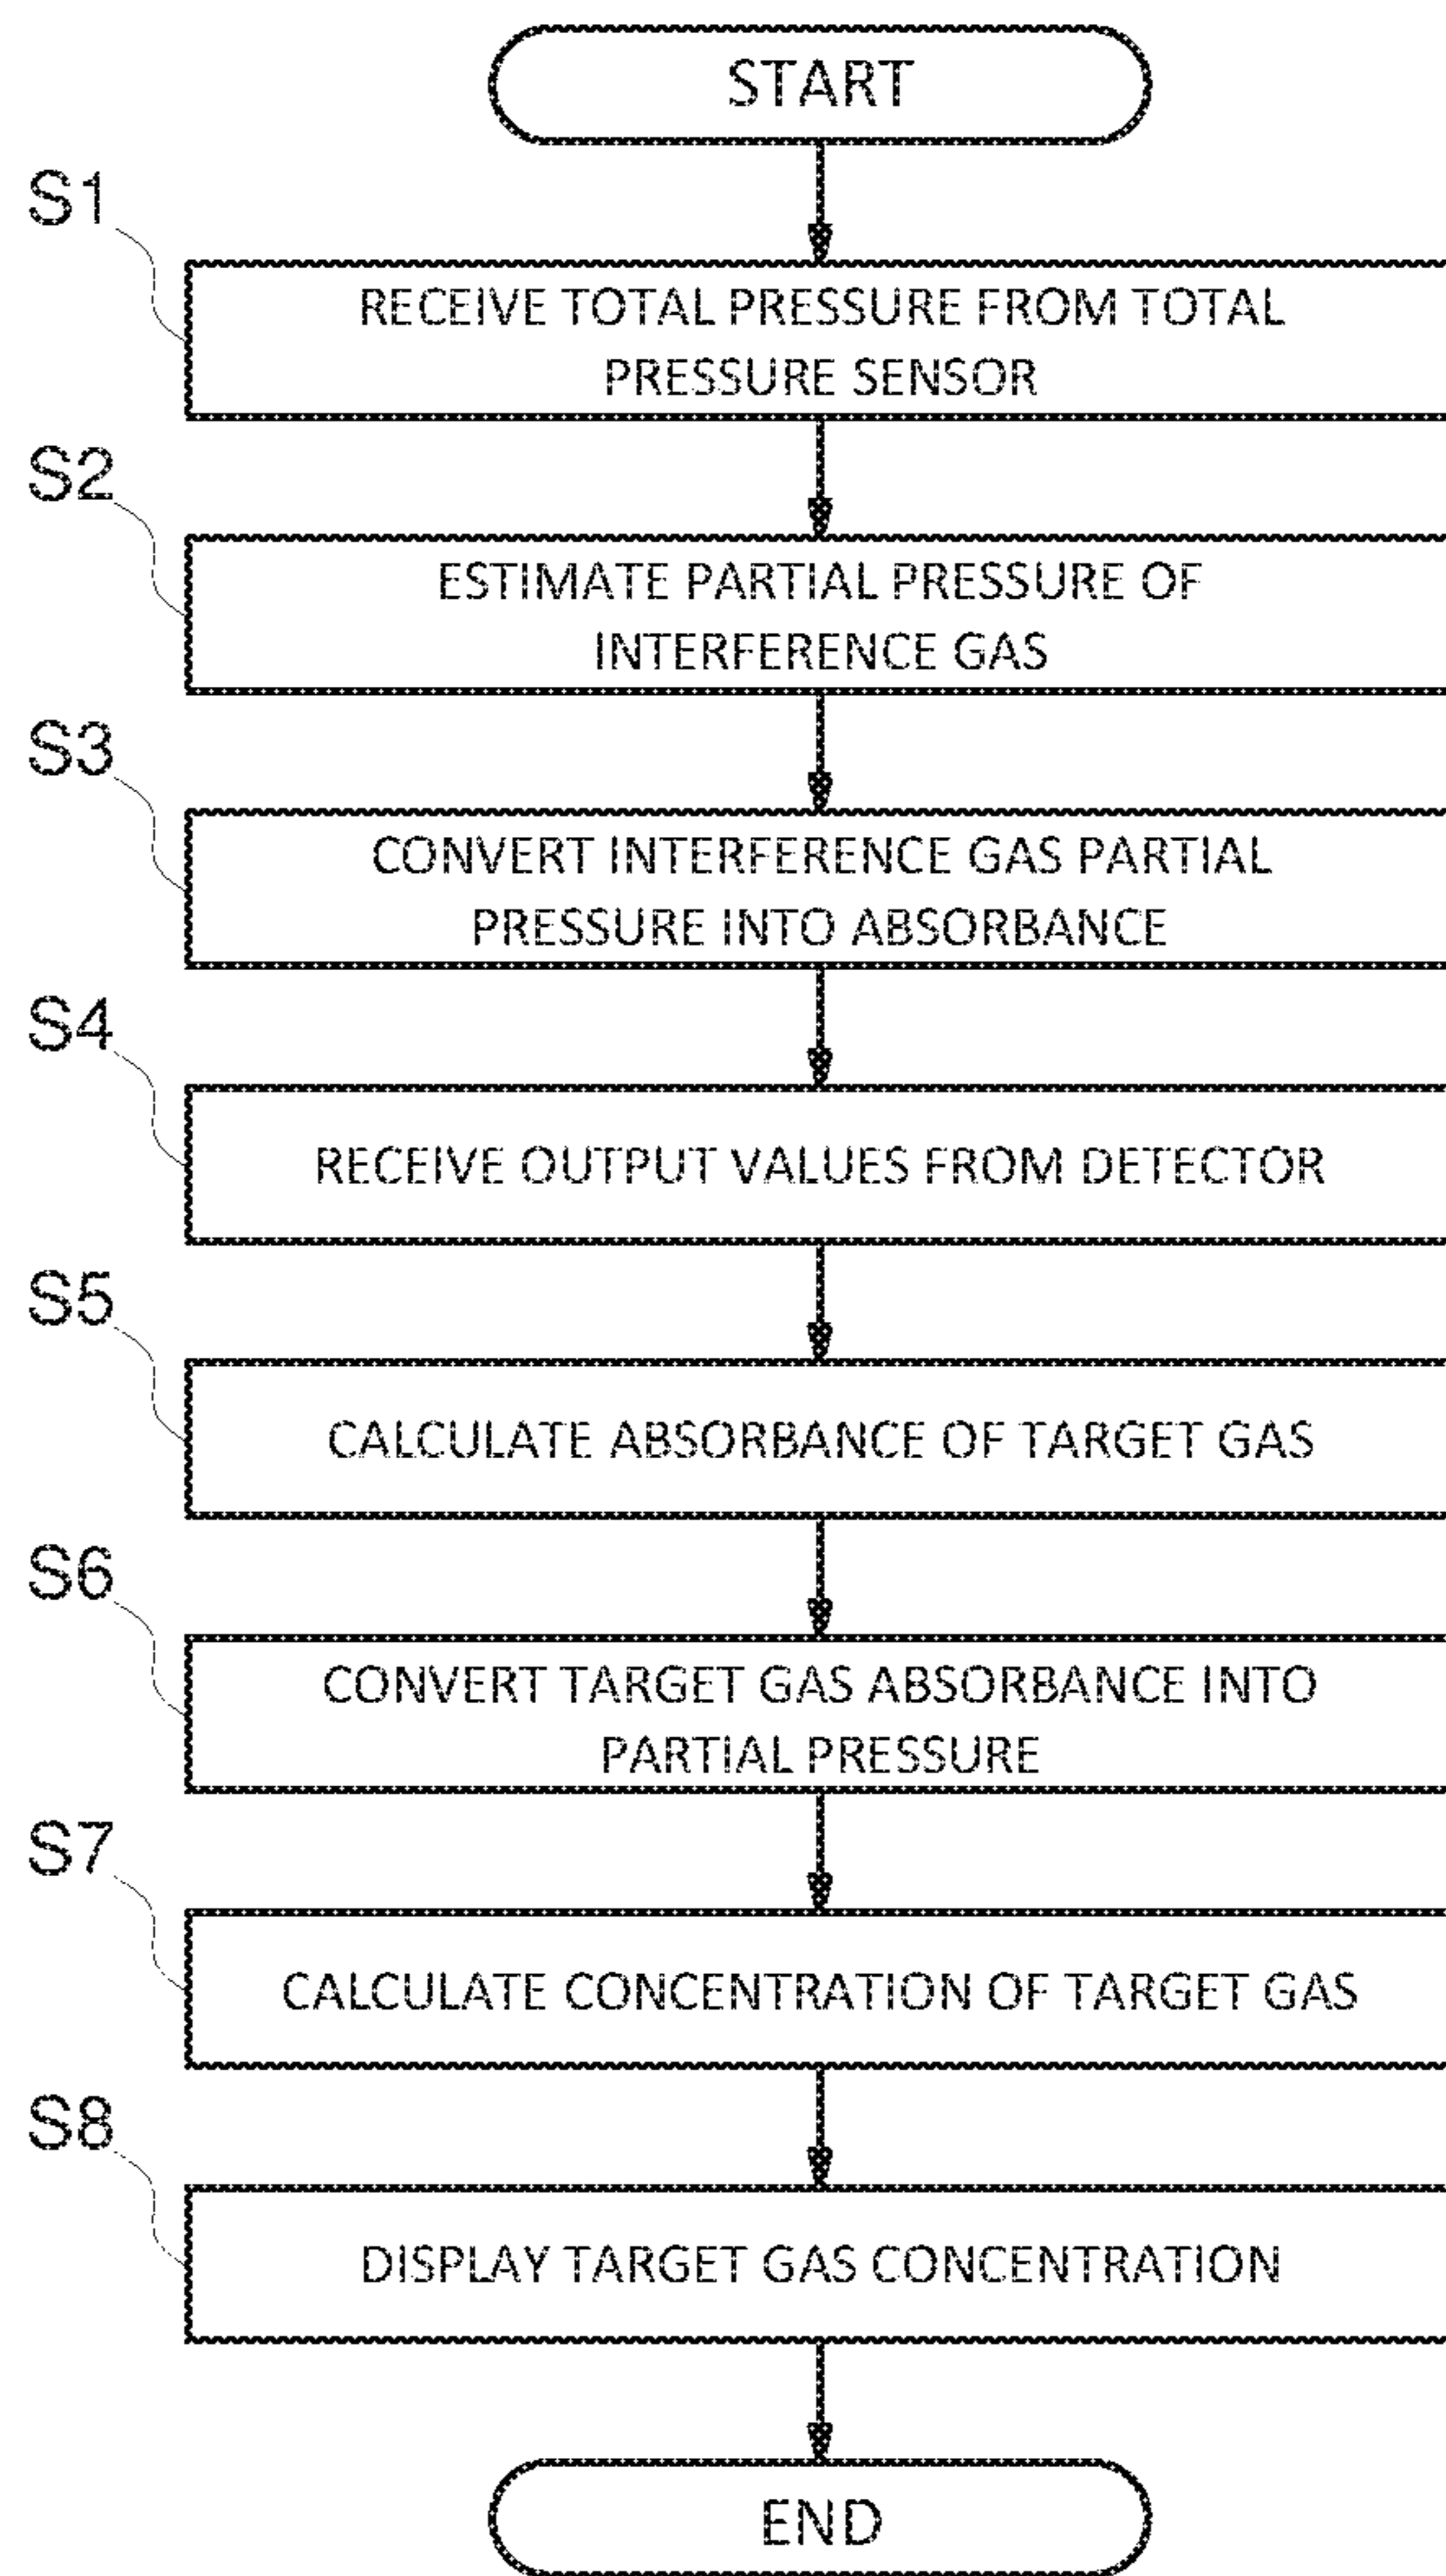 START
S1
RECEIVE TOTAL PRESSURE FROM TOTAL
PRESSURE SENSOR
S2
ESTIMATE PARTIAL PRESSURE OF
INTERFERENCE GAS
S3
CONVERT INTERFERENCE GAS PARTIAL
PRESSURE INTO ABSORBANCE
S4
RECEIVE OUTPUT VALUES FROM DETECTOR
S5
CALCULATE ABSORBANCE OF TARGET GAS
S6
CONVERT TARGET GAS ABSORBANCE INTO
PARTIAL PRESSURE
S7
CALCULATE CONCENTRATION OF TARGET GAS
S8
DISPLAY TARGET GAS CONCENTRATION
END